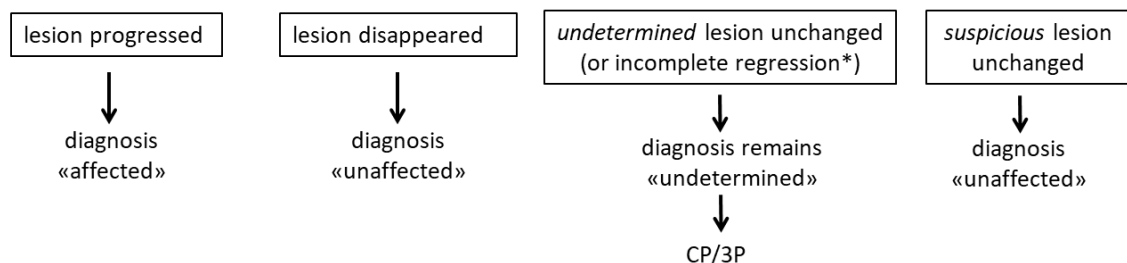 lesion progressed
diagnosis
«affected»
lesion disappeared
diagnosis
«unaffected»
undetermined lesion unchanged
(or incomplete regression*)
diagnosis remains
«undetermined»
CP/3P
suspicious lesion
unchanged
diagnosis
«unaffected»